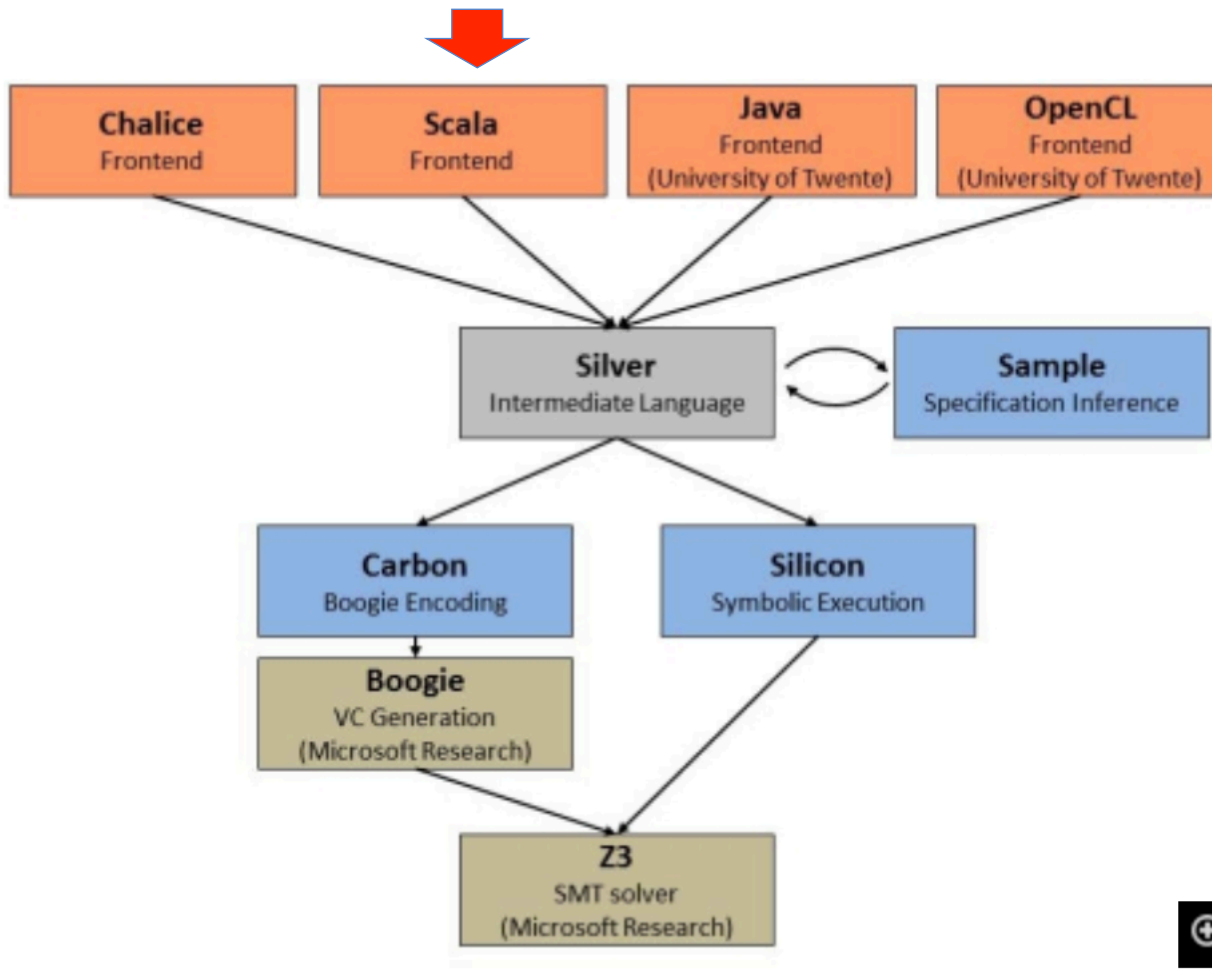 Chalice
Frontend
Scala
Frontend
Java
Frontend
(University of Twente)
OpenCL
Frontend
(University of Twente)
Silver
Intermediate Language
Sample
Specification Inference
Carbon
Boogie Encoding
Silicon
Symbolic Execution
Boogie
VC Generation
(Microsoft Research)
Z3
SMT solver
(Microsoft Research)